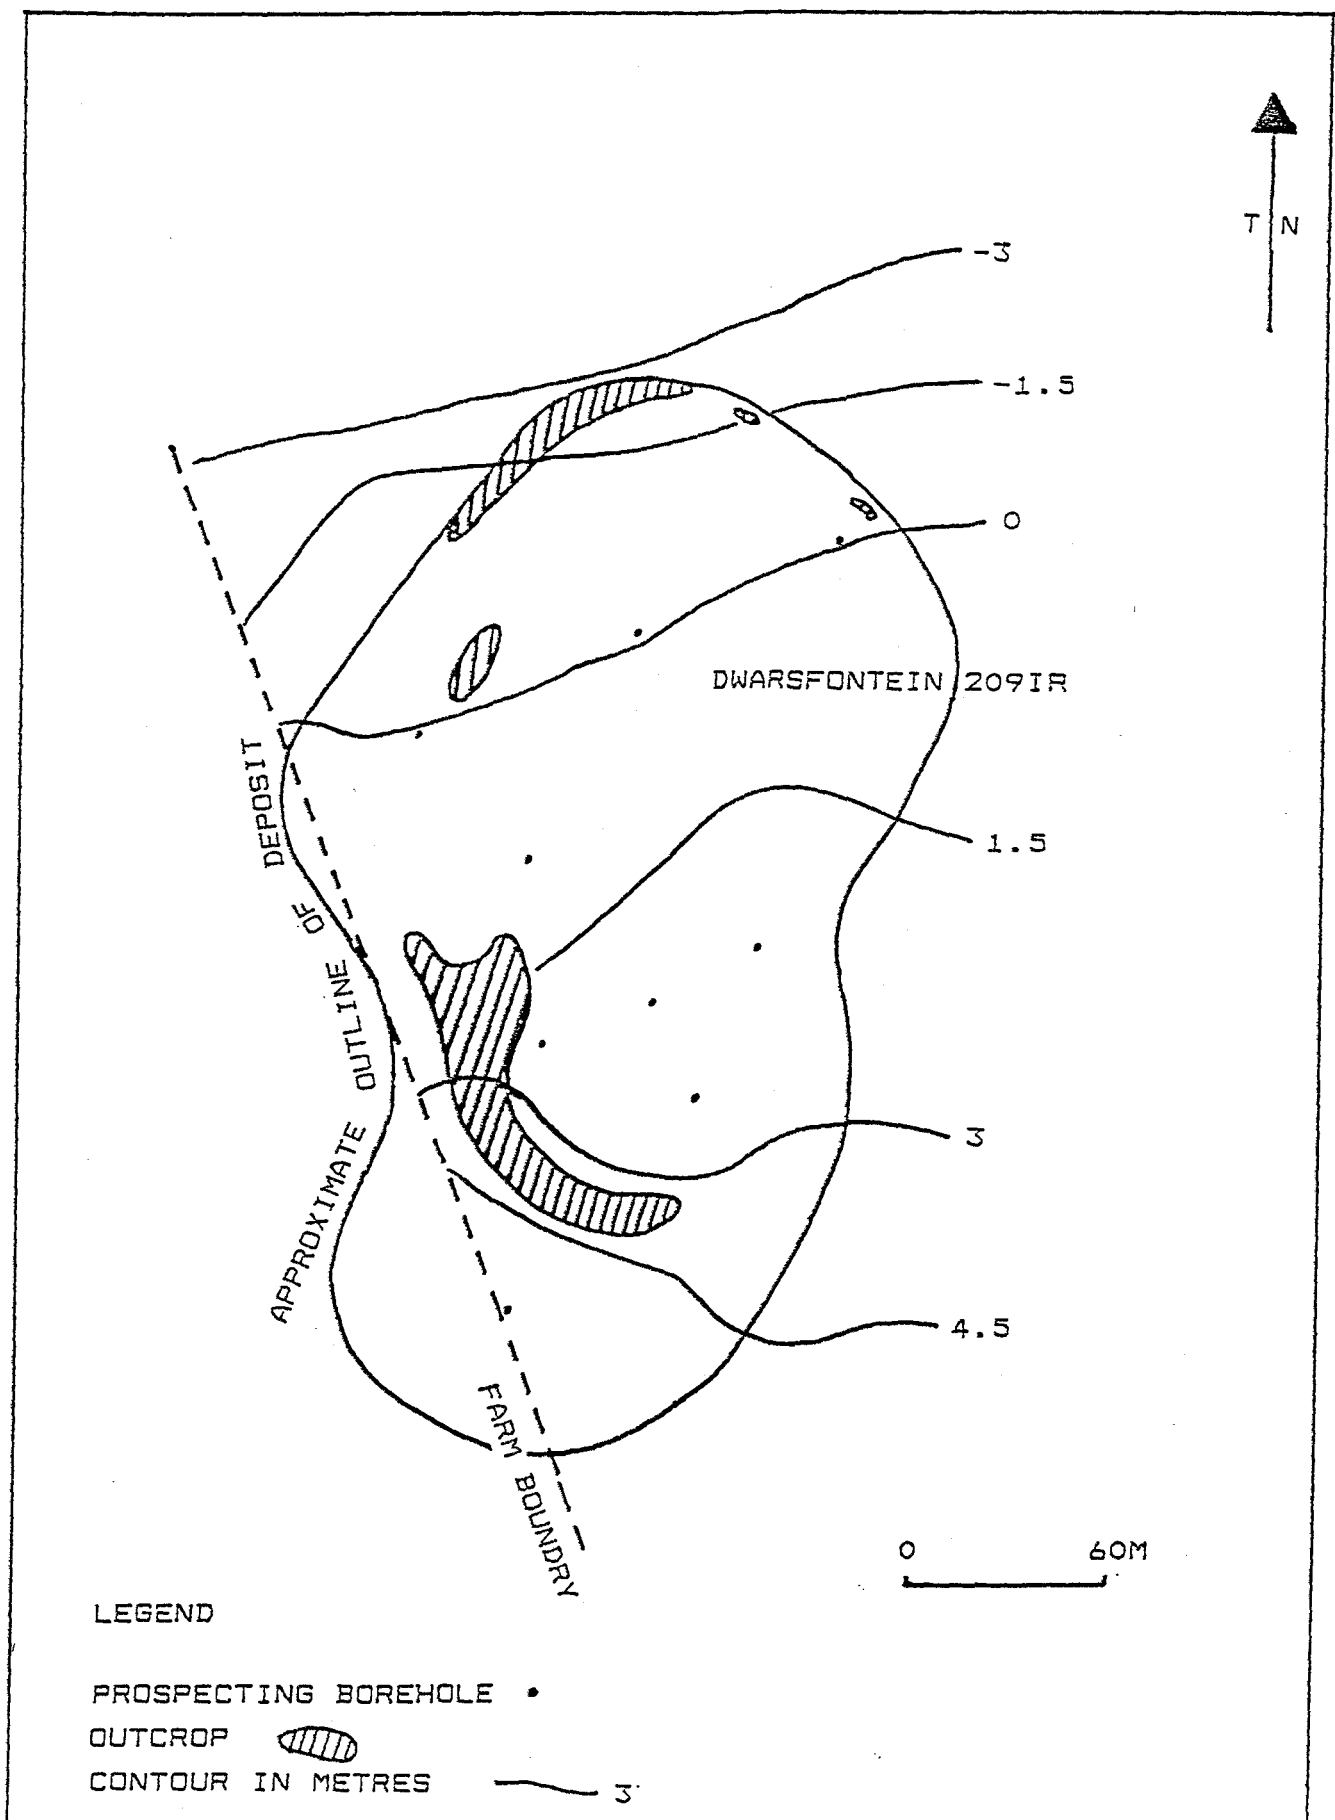 T N
-3
-1.5
0
DWARSFONTEIN 209IR
1.5
3
4.5
APPROXIMATE OUTLINE OF DEPOSIT
FARM BOUNDRY
0 60M
LEGEND
PROSPECTING BOREHOLE
OUTCROP
CONTOUR IN METRES 3